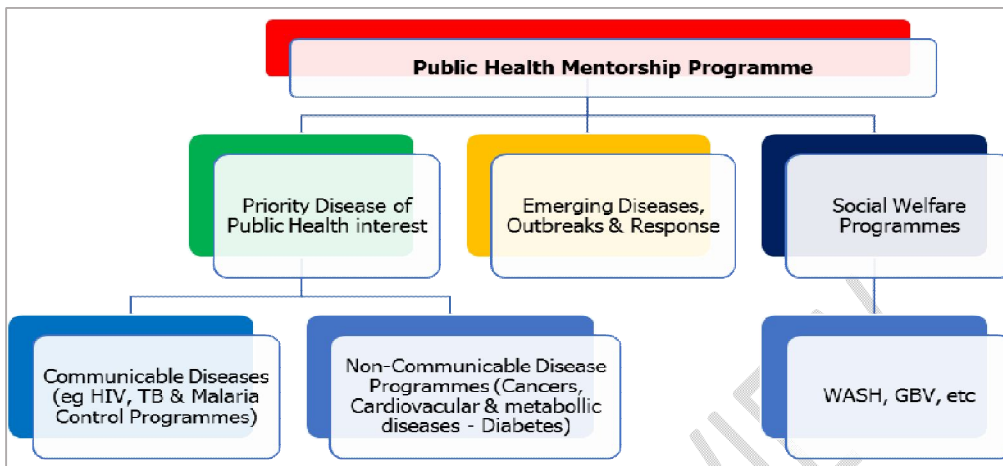 Public Health Mentorship Programme
Priority Disease of
Public Health interest
Emerging Diseases,
Outbreaks & Response
Social Welfare
Programmes
Communicable Diseases
(eg HIV, TB & Malaria
Control Programmes)
Non-Communicable Disease
Programmes (Cancers,
Cardiovacular & metabollic
diseases - Diabetes)
WASH, GBV, etc